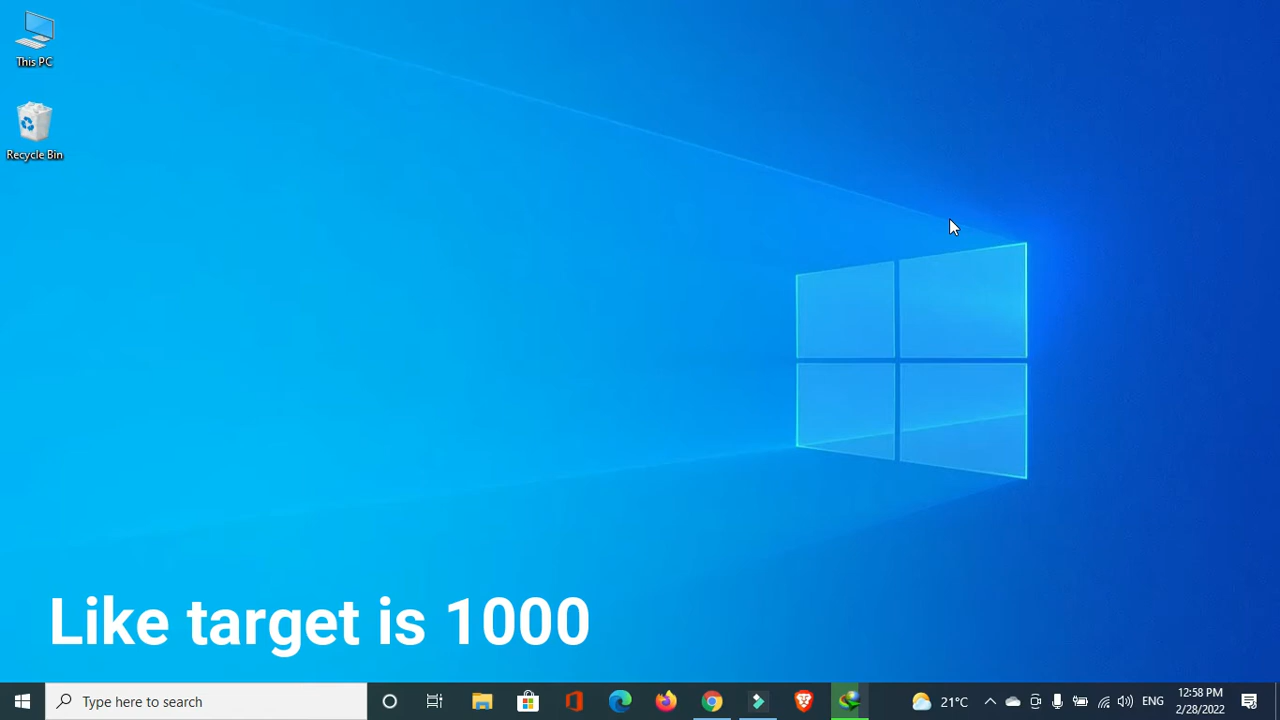 This PC
Recycle Bin
Like target is 1000
Type here to search
21°C
ENG
12:58 PM
2/28/2022